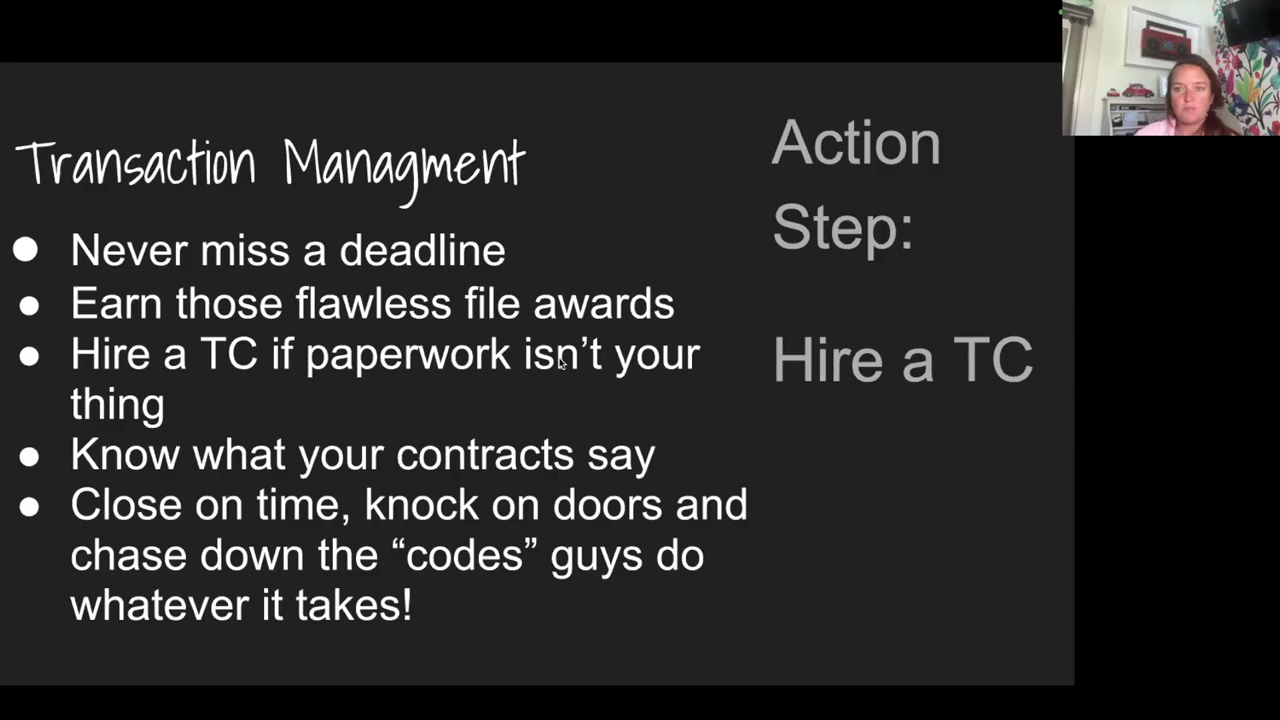 Transaction Managment
● Never miss a deadline
● Earn those flawless file awards
● Hire a TC if paperwork isn’t your
thing
● Know what your contracts say
● Close on time, knock on doors and
chase down the “codes” guys do
whatever it takes!
Action
Step:
Hire a TC